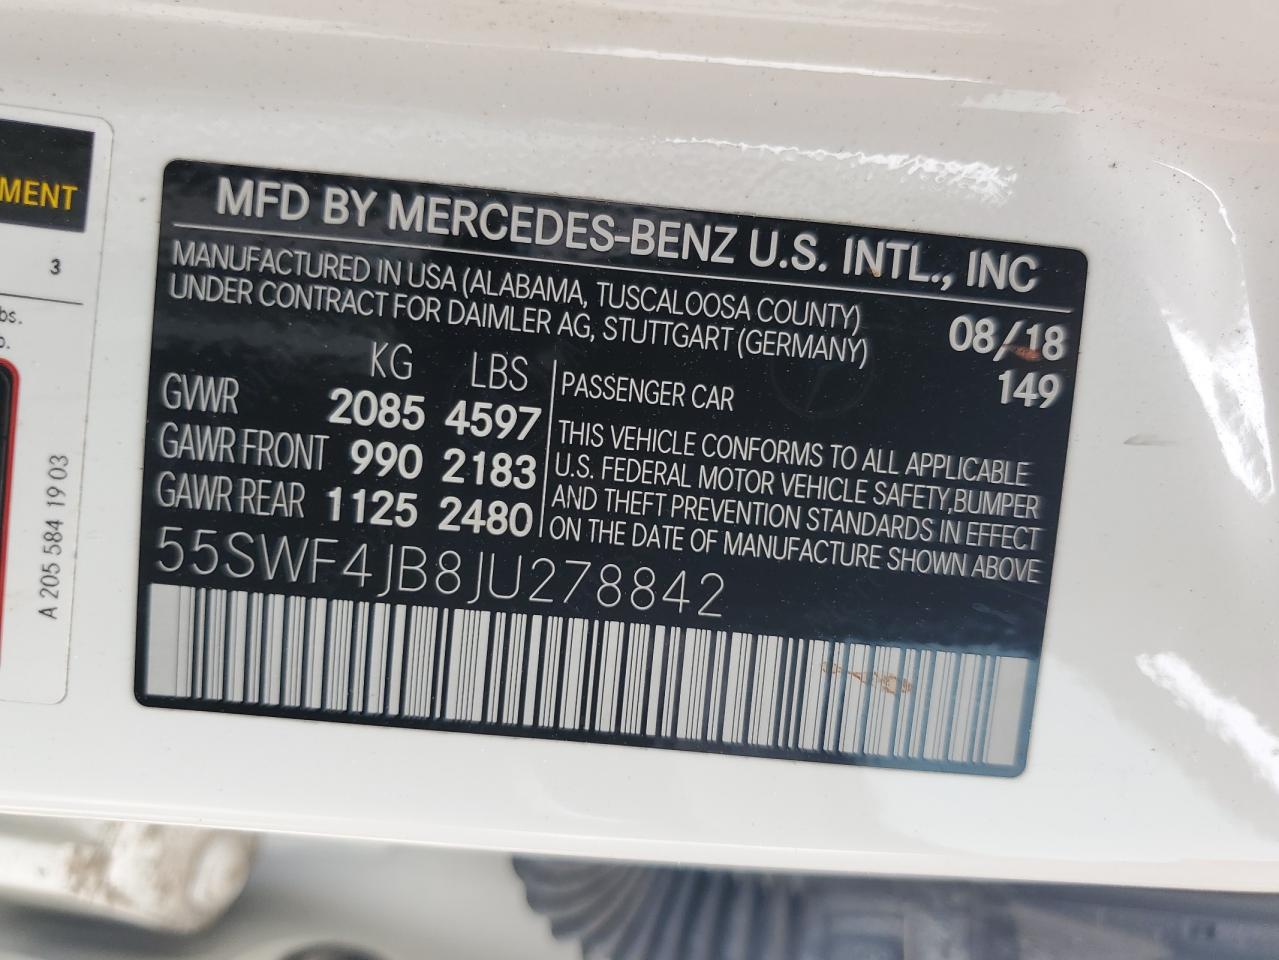 MENT
3
bs.
A 205 584 19 03
MFD BY MERCEDES-BENZ U.S. INTL., INC
MANUFACTURED IN USA (ALABAMA, TUSCALOOSA COUNTY)
UNDER CONTRACT FOR DAIMLER AG, STUTTGART (GERMANY)
08/18
149
KG LBS
GVWR 2085 4597
GAWR FRONT 990 2183
GAWR REAR 1125 2480
PASSENGER CAR
THIS VEHICLE CONFORMS TO ALL APPLICABLE
U.S. FEDERAL MOTOR VEHICLE SAFETY,BUMPER
AND THEFT PREVENTION STANDARDS IN EFFECT
ON THE DATE OF MANUFACTURE SHOWN ABOVE
55SWF4JB8JU278842